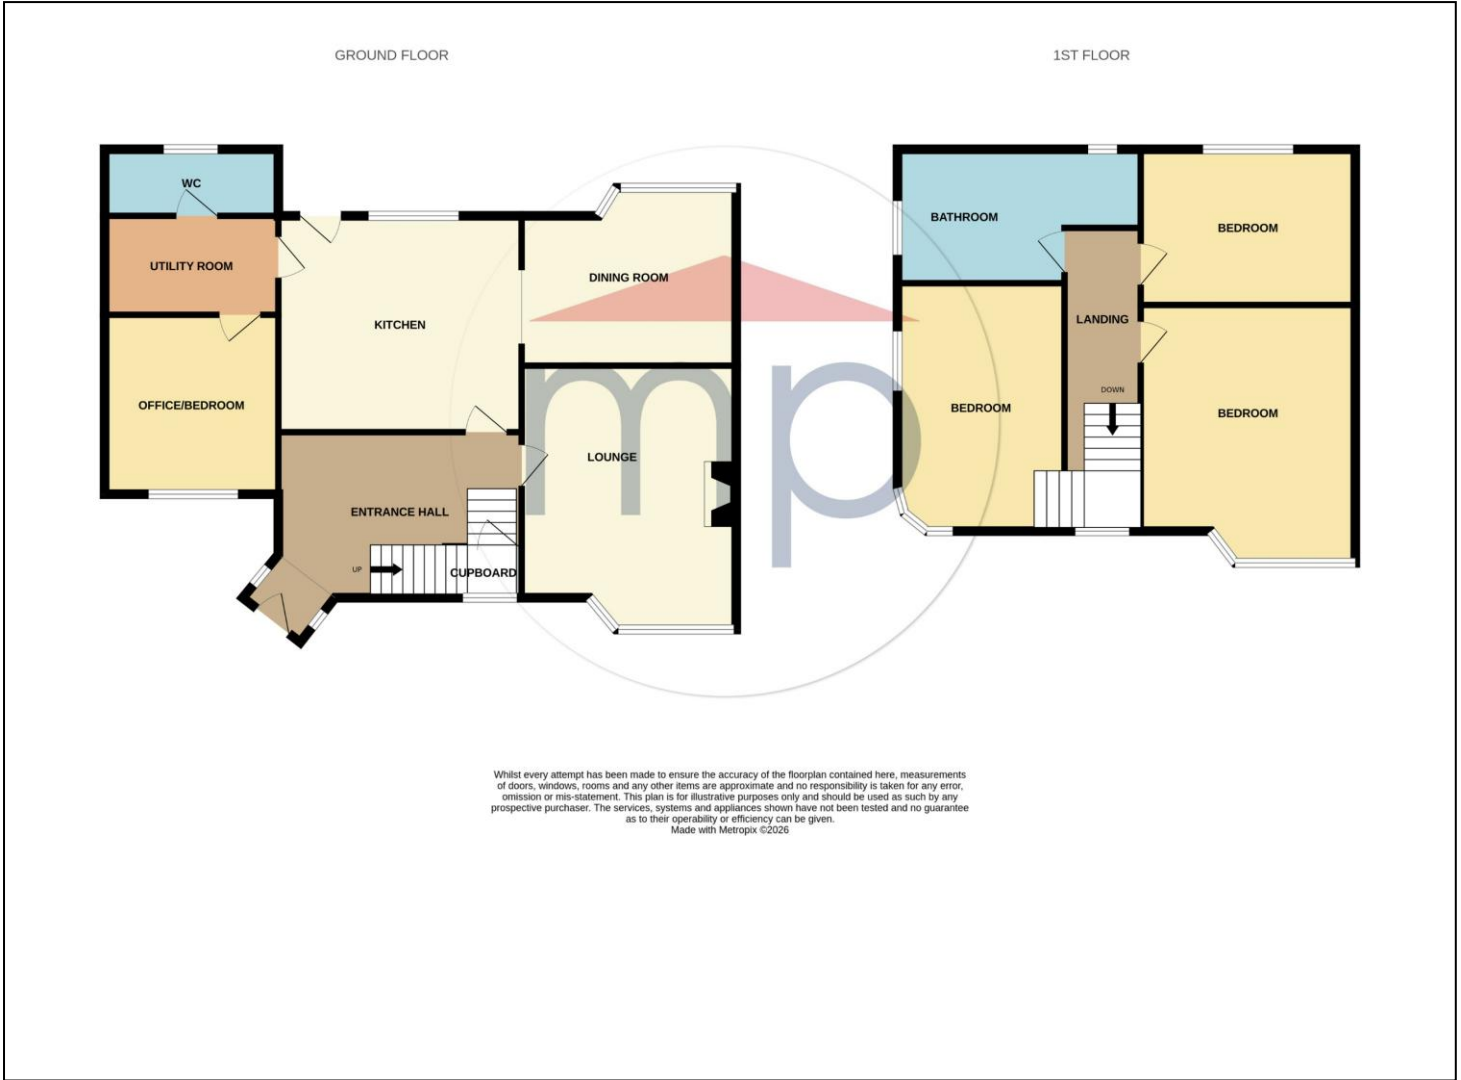 GROUND FLOOR
1ST FLOOR
WC
UTILITY ROOM
OFFICE/BEDROOM
KITCHEN
DINING ROOM
LOUNGE
ENTRANCE HALL
UP
CUPBOARD
BATHROOM
BEDROOM
LANDING
DOWN
BEDROOM
BEDROOM
mp
Whilst every attempt has been made to ensure the accuracy of the floorplan contained here, measurements
of doors, windows, rooms and any other items are approximate and no responsibility is taken for any error,
omission or mis-statement. This plan is for illustrative purposes only and should be used as such by any
prospective purchaser. The services, systems and appliances shown have not been tested and no guarantee
as to their operability or efficiency can be given.
Made with Metropix ©2026